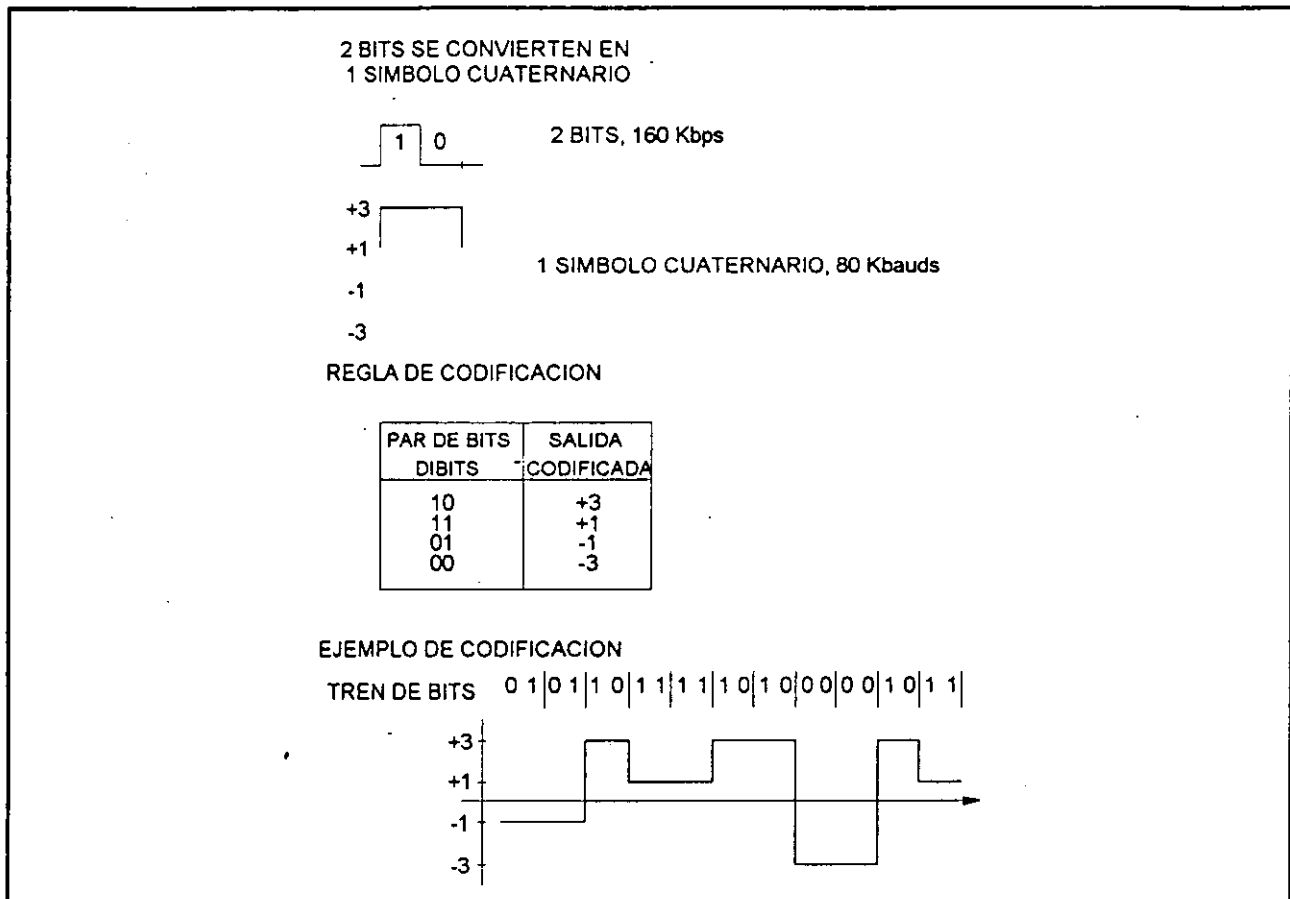 2 BITS SE CONVIERTEN EN
1 SIMBOLO CUATERNARIO
1 0
2 BITS, 160 Kbps
+3
+1
1 SIMBOLO CUATERNARIO, 80 Kbauds
-1
-3
REGLA DE CODIFICACION
PAR DE BITS SALIDA
DIBITS CODIFICADA
10 +3
11 +1
01 -1
00 -3
EJEMPLO DE CODIFICACION
TREN DE BITS 0 1|0 1|1 0|1 1|1 1|1 0|1 0|0 0|0 0|1 0|1 1|
+3
+1
-1
-3